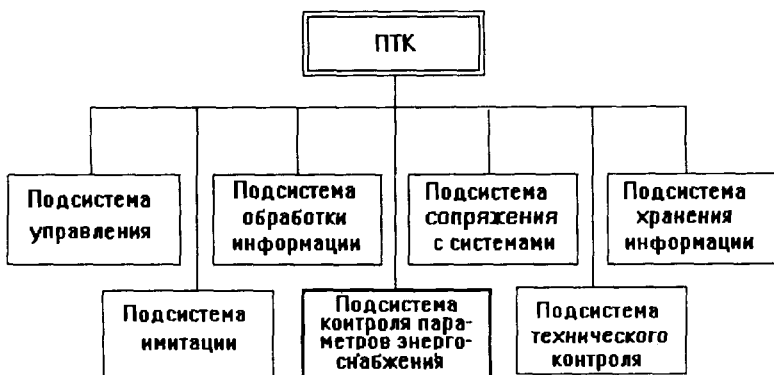 ПТК
Подсистема
управления
Подсистема
обработки
информации
Подсистема
сопряжения
с системами
Подсистема
хранения
информации
Подсистема
имитации
Подсистема
контроля пара-
метров энерго-
снабжения
Подсистема
технического
контроля